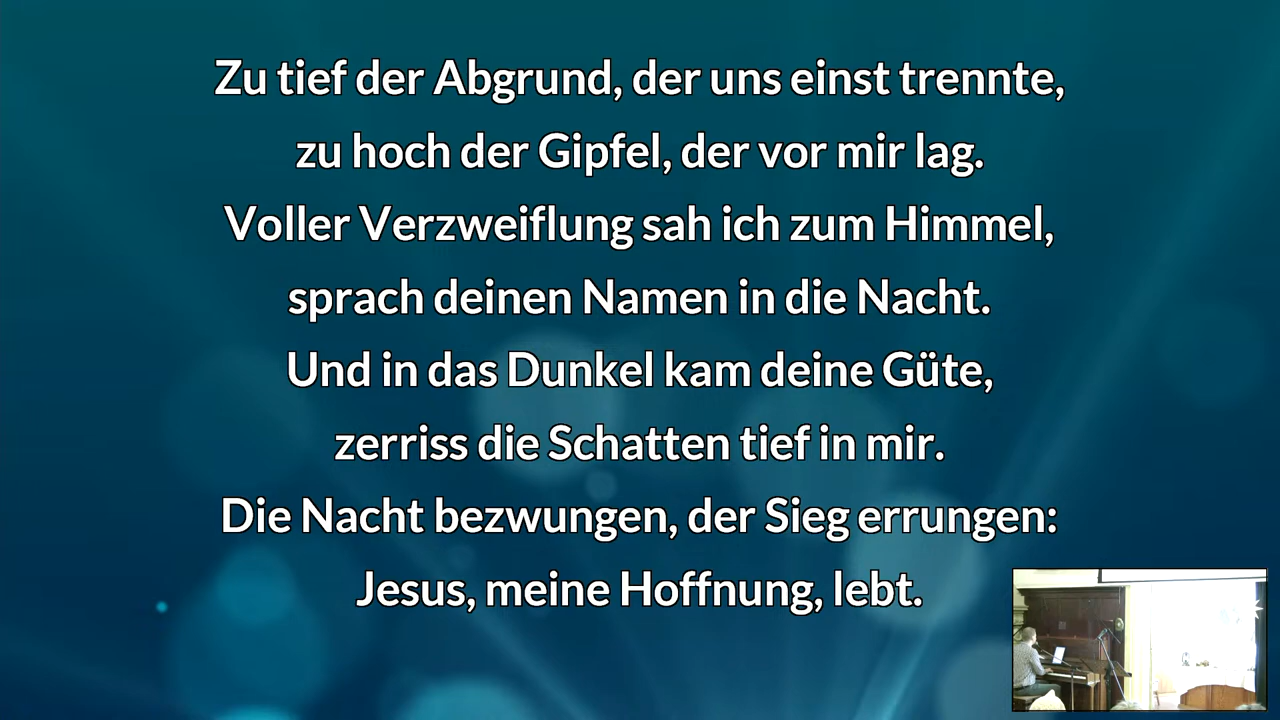 Zu tief der Abgrund, der uns einst trennte,
zu hoch der Gipfel, der vor mir lag.
Voller Verzweiflung sah ich zum Himmel,
sprach deinen Namen in die Nacht.
Und in das Dunkel kam deine Güte,
zerriss die Schatten tief in mir.
Die Nacht bezwungen, der Sieg errungen:
Jesus, meine Hoffnung, lebt.